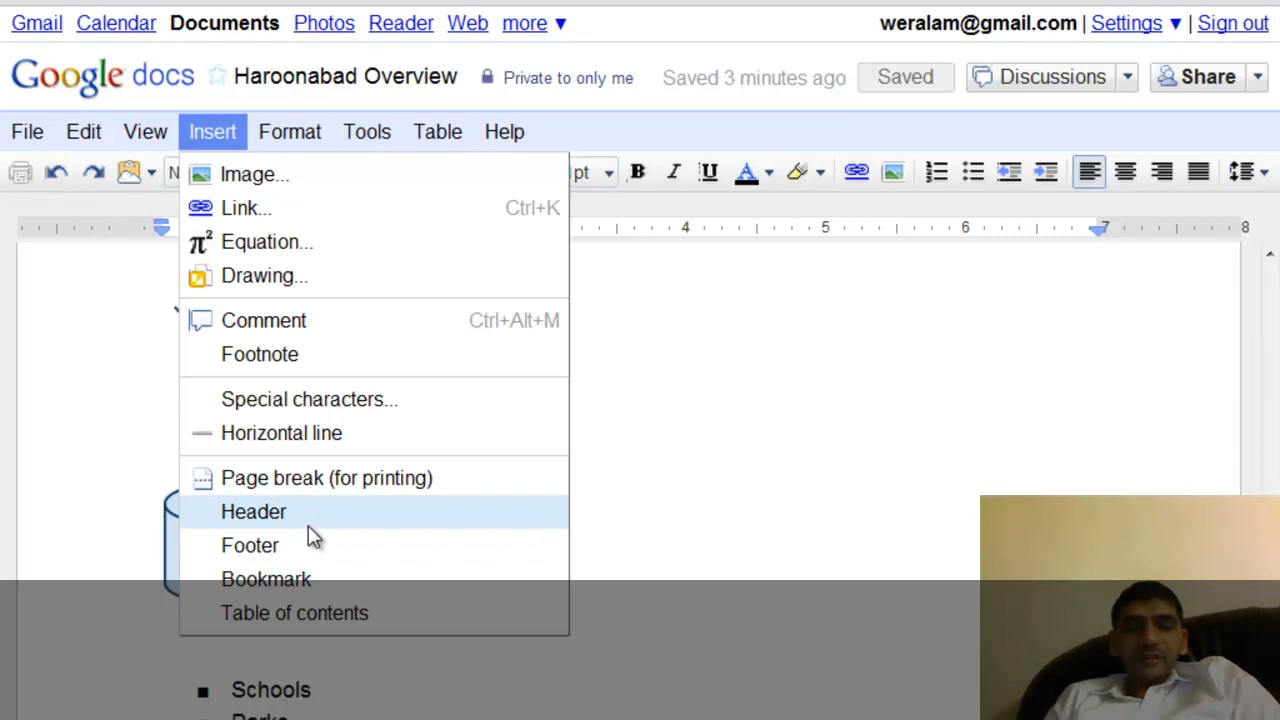 Gmail Calendar Documents Photos Reader Web more ▼ weralam@gmail.com | Settings ▼ | Sign out
Google docs Haroonabad Overview Private to only me Saved 3 minutes ago Saved Discussions Share
File Edit View Insert Format Tools Table Help
N pt B I U A
4 5 6 7 8
Image...
Link... Ctrl+K
π² Equation...
Drawing...
Comment Ctrl+Alt+M
Footnote
Special characters...
Horizontal line
Page break (for printing)
Header
Footer
Bookmark
Table of contents
■ Schools
Parks